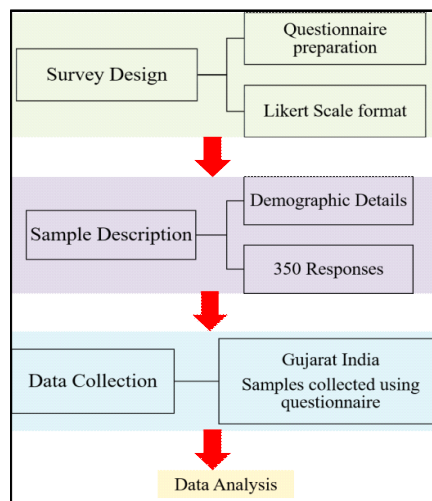 Questionnaire
preparation
Survey Design
Likert Scale format
Demographic Details
Sample Description
350 Responses
Gujarat India
Data Collection
Samples collected using
questionnaire
Data Analysis